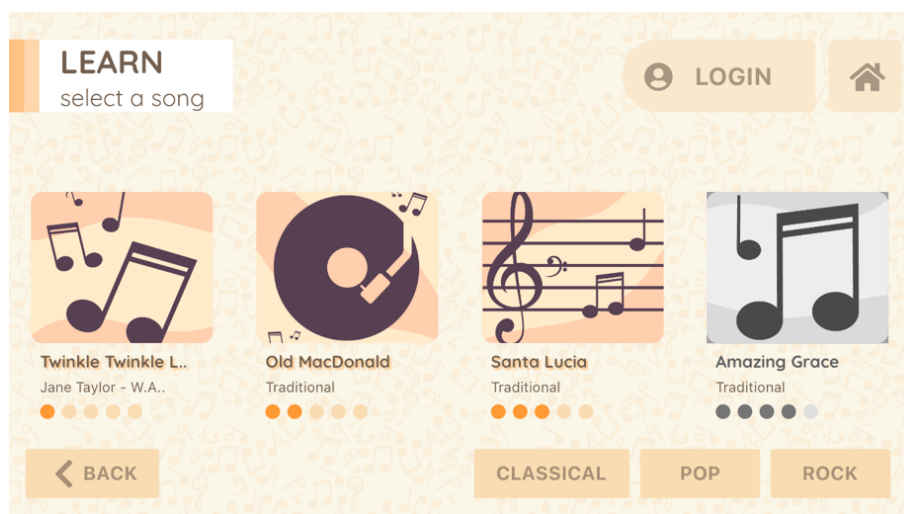 LEARN
select a song
LOGIN
Twinkle Twinkle L..
Jane Taylor - W.A..
Old MacDonald
Traditional
Santa Lucia
Traditional
Amazing Grace
Traditional
BACK
CLASSICAL
POP
ROCK